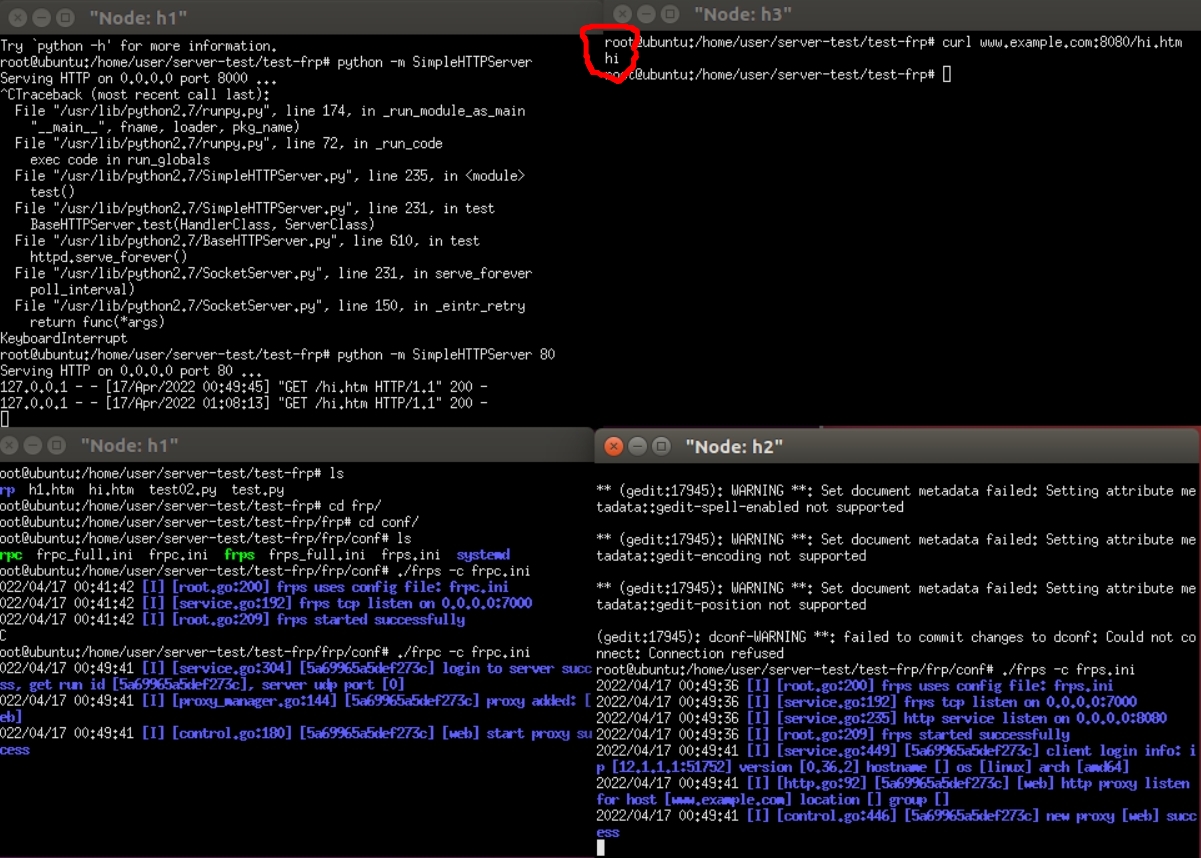 "Node: h1"
Try `python -h' for more information.
root@ubuntu:/home/user/server-test/test-frp# python -m SimpleHTTPServer
Serving HTTP on 0.0.0.0 port 8000 ...
^CTraceback (most recent call last):
File "/usr/lib/python2.7/runpy.py", line 174, in _run_module_as_main
"__main__", fname, loader, pkg_name)
File "/usr/lib/python2.7/runpy.py", line 72, in _run_code
exec code in run_globals
File "/usr/lib/python2.7/SimpleHTTPServer.py", line 235, in <module>
test()
File "/usr/lib/python2.7/SimpleHTTPServer.py", line 231, in test
BaseHTTPServer.test(HandlerClass, ServerClass)
File "/usr/lib/python2.7/BaseHTTPServer.py", line 610, in test
httpd.serve_forever()
File "/usr/lib/python2.7/SocketServer.py", line 231, in serve_forever
poll_interval)
File "/usr/lib/python2.7/SocketServer.py", line 150, in _eintr_retry
return func(*args)
KeyboardInterrupt
root@ubuntu:/home/user/server-test/test-frp# python -m SimpleHTTPServer 80
Serving HTTP on 0.0.0.0 port 80 ...
127.0.0.1 - - [17/Apr/2022 00:49:45] "GET /hi.htm HTTP/1.1" 200 -
127.0.0.1 - - [17/Apr/2022 01:08:13] "GET /hi.htm HTTP/1.1" 200 -
"Node: h3"
root@ubuntu:/home/user/server-test/test-frp# curl www.example.com:8080/hi.htm
hi
root@ubuntu:/home/user/server-test/test-frp#
"Node: h1"
oot@ubuntu:/home/user/server-test/test-frp# ls
rp h1.htm hi.htm test02.py test.py
oot@ubuntu:/home/user/server-test/test-frp# cd frp/
oot@ubuntu:/home/user/server-test/test-frp/frp# cd conf/
oot@ubuntu:/home/user/server-test/test-frp/frp/conf# ls
rpc frpc_full.ini frpc.ini frps frps_full.ini frps.ini systemd
oot@ubuntu:/home/user/server-test/test-frp/frp/conf# ./frps -c frpc.ini
022/04/17 00:41:42 [I] [root.go:200] frps uses config file: frpc.ini
022/04/17 00:41:42 [I] [service.go:192] frps tcp listen on 0.0.0.0:7000
022/04/17 00:41:42 [I] [root.go:209] frps started successfully
C
oot@ubuntu:/home/user/server-test/test-frp/frp/conf# ./frpc -c frpc.ini
022/04/17 00:49:41 [I] [service.go:304] [5a69965a5def273c] login to server succ
ss, get run id [5a69965a5def273c], server udp port [0]
022/04/17 00:49:41 [I] [proxy_manager.go:144] [5a69965a5def273c] proxy added: [
eb]
022/04/17 00:49:41 [I] [control.go:180] [5a69965a5def273c] [web] start proxy su
cess
"Node: h2"
** (gedit:17945): WARNING **: Set document metadata failed: Setting attribute me
tadata::gedit-spell-enabled not supported
** (gedit:17945): WARNING **: Set document metadata failed: Setting attribute me
tadata::gedit-encoding not supported
** (gedit:17945): WARNING **: Set document metadata failed: Setting attribute me
tadata::gedit-position not supported
(gedit:17945): dconf-WARNING **: failed to commit changes to dconf: Could not co
nnect: Connection refused
root@ubuntu:/home/user/server-test/test-frp/frp/conf# ./frps -c frps.ini
2022/04/17 00:49:36 [I] [root.go:200] frps uses config file: frps.ini
2022/04/17 00:49:36 [I] [service.go:192] frps tcp listen on 0.0.0.0:7000
2022/04/17 00:49:36 [I] [service.go:235] http service listen on 0.0.0.0:8080
2022/04/17 00:49:36 [I] [root.go:209] frps started successfully
2022/04/17 00:49:41 [I] [service.go:449] [5a69965a5def273c] client login info: i
p [12.1.1.1:51752] version [0.36.2] hostname [] os [linux] arch [amd64]
2022/04/17 00:49:41 [I] [http.go:92] [5a69965a5def273c] [web] http proxy listen
for host [www.example.com] location [] group []
2022/04/17 00:49:41 [I] [control.go:446] [5a69965a5def273c] new proxy [web] succ
ess